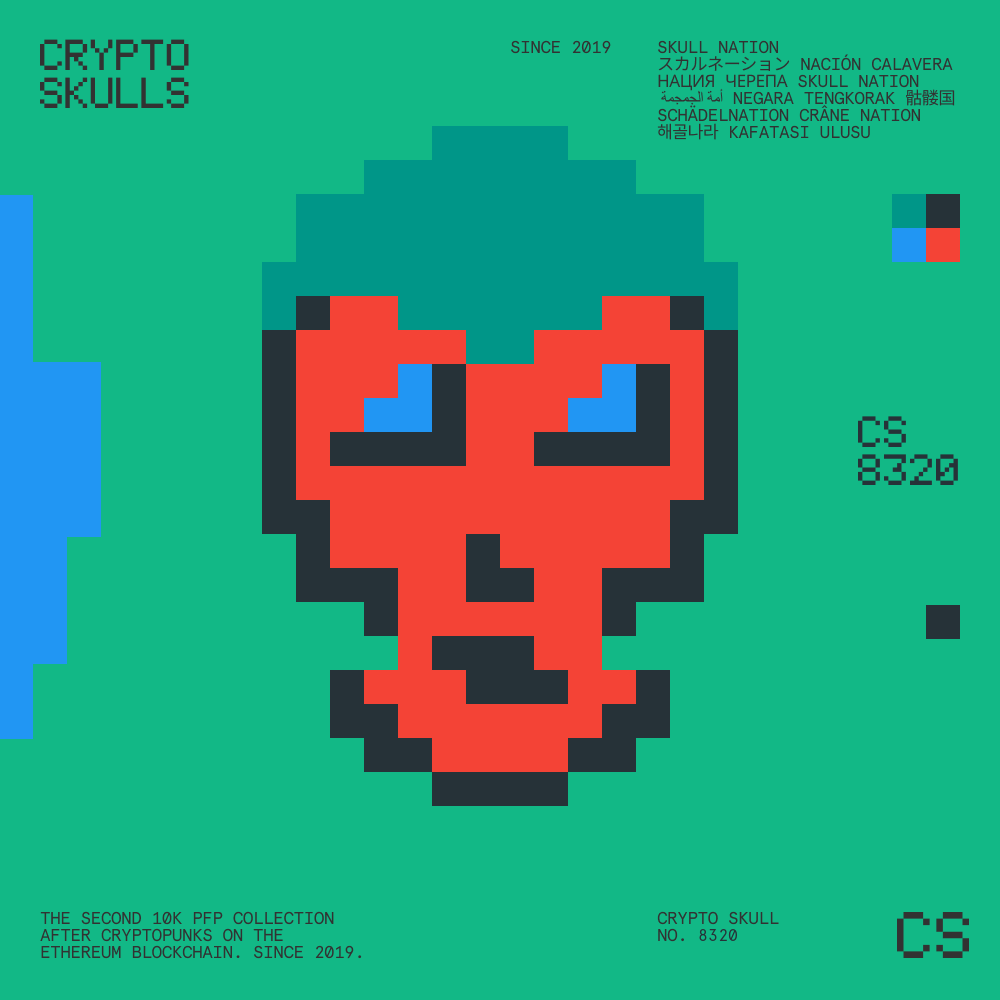 CRYPTO
SKULLS
SINCE 2019
SKULL NATION
スカルネーション NACIÓN CALAVERA
НАЦИЯ ЧЕРЕПА SKULL NATION
أمة الجمجمة NEGARA TENGKORAK 骷髅国
SCHÄDELNATION CRÂNE NATION
해골나라 KAFATASI ULUSU
CS
8320
THE SECOND 10K PFP COLLECTION
AFTER CRYPTOPUNKS ON THE
ETHEREUM BLOCKCHAIN. SINCE 2019.
CRYPTO SKULL
NO. 8320
CS